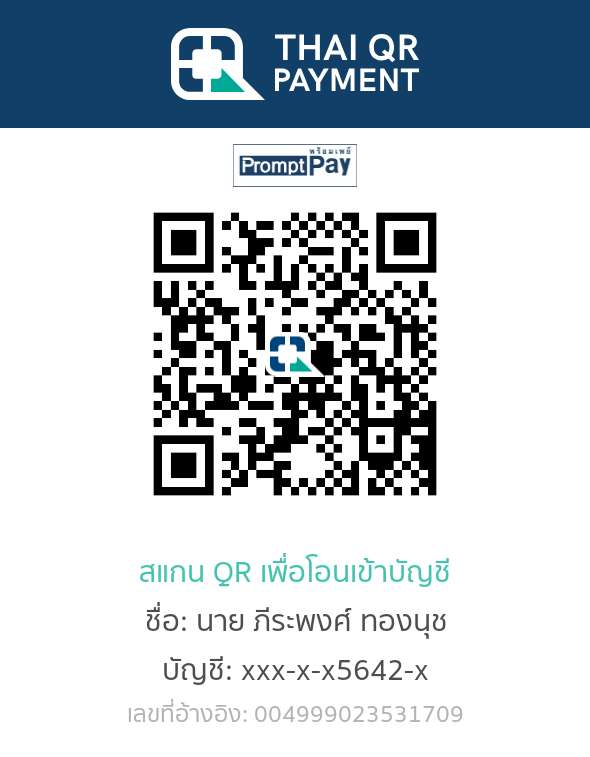 THAI QR
PAYMENT
พร้อมเพย์
PromptPay
สแกน QR เพื่อโอนเข้าบัญชี
ชื่อ: นาย ภีระพงศ์ ทองนุช
บัญชี: xxx-x-x5642-x
เลขที่อ้างอิง: 004999023531709